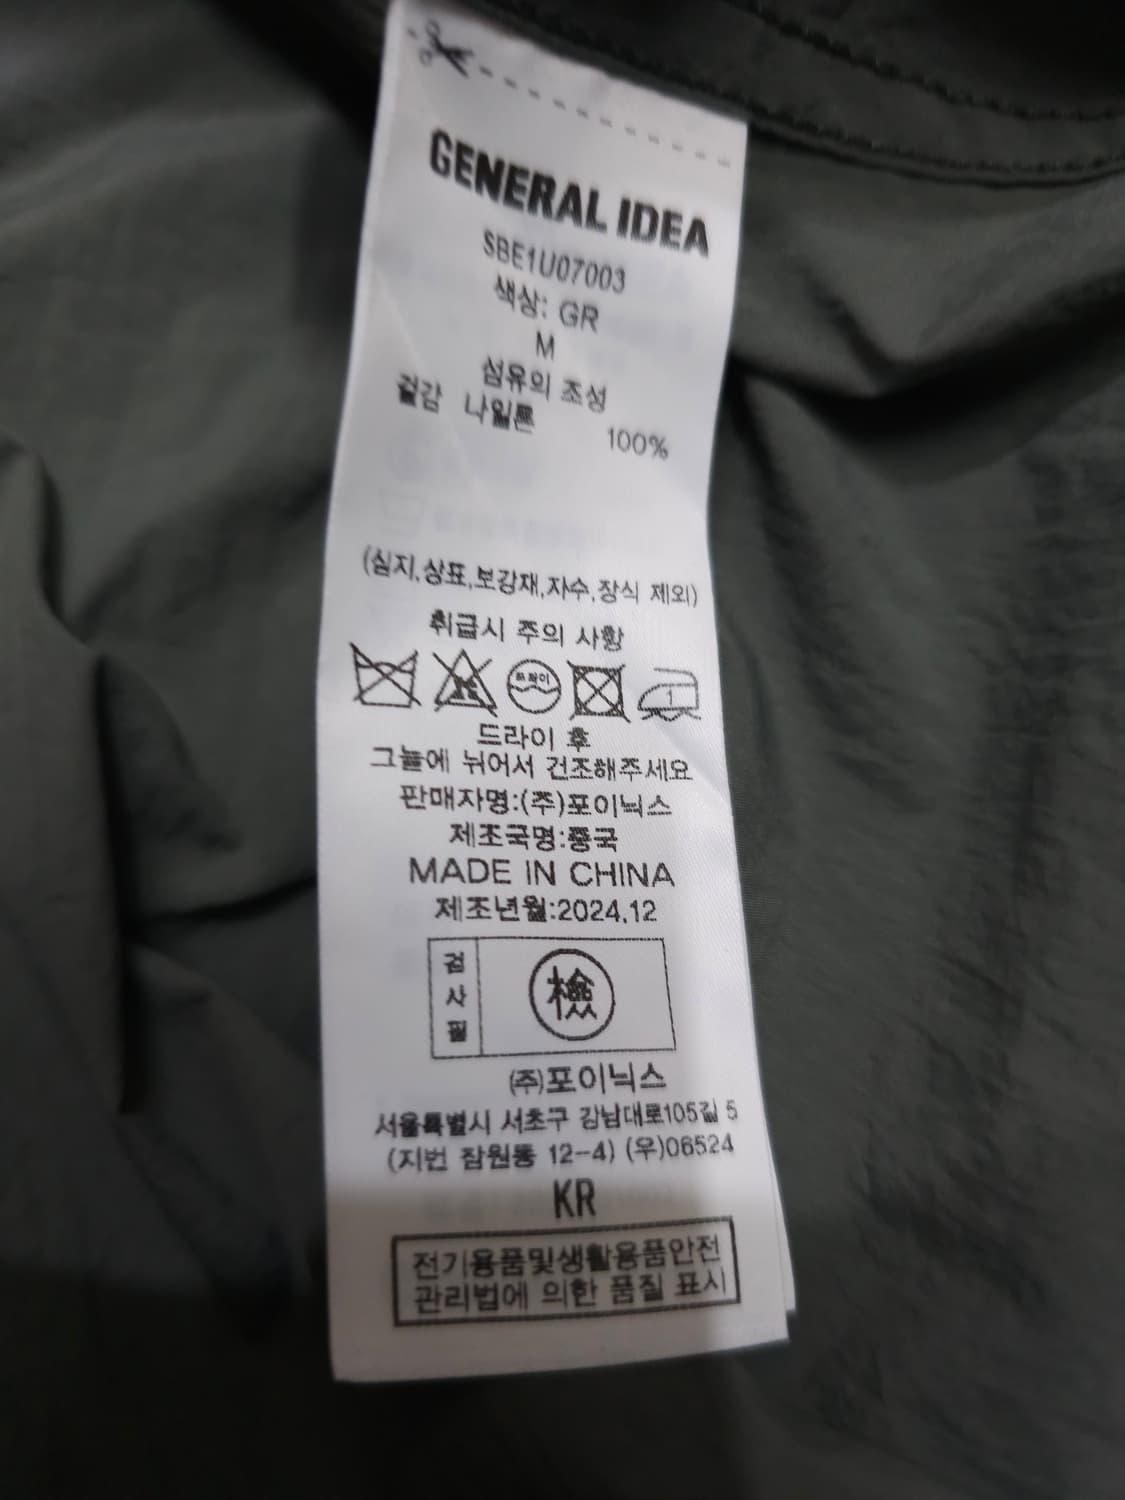 GENERAL IDEA
SBE1U07003
색상: GR
M
섬유의 조성
겉감 나일론 100%
(심지,상표,보강재,자수,장식 제외)
취급시 주의 사항
드라이
1
드라이 후
그늘에 뉘어서 건조해주세요
판매자명:(주)포이닉스
제조국명:중국
MADE IN CHINA
제조년월:2024.12
검사필
檢
(주)포이닉스
서울특별시 서초구 강남대로105길 5
(지번 잠원동 12-4) (우)06524
KR
전기용품및생활용품안전
관리법에 의한 품질 표시